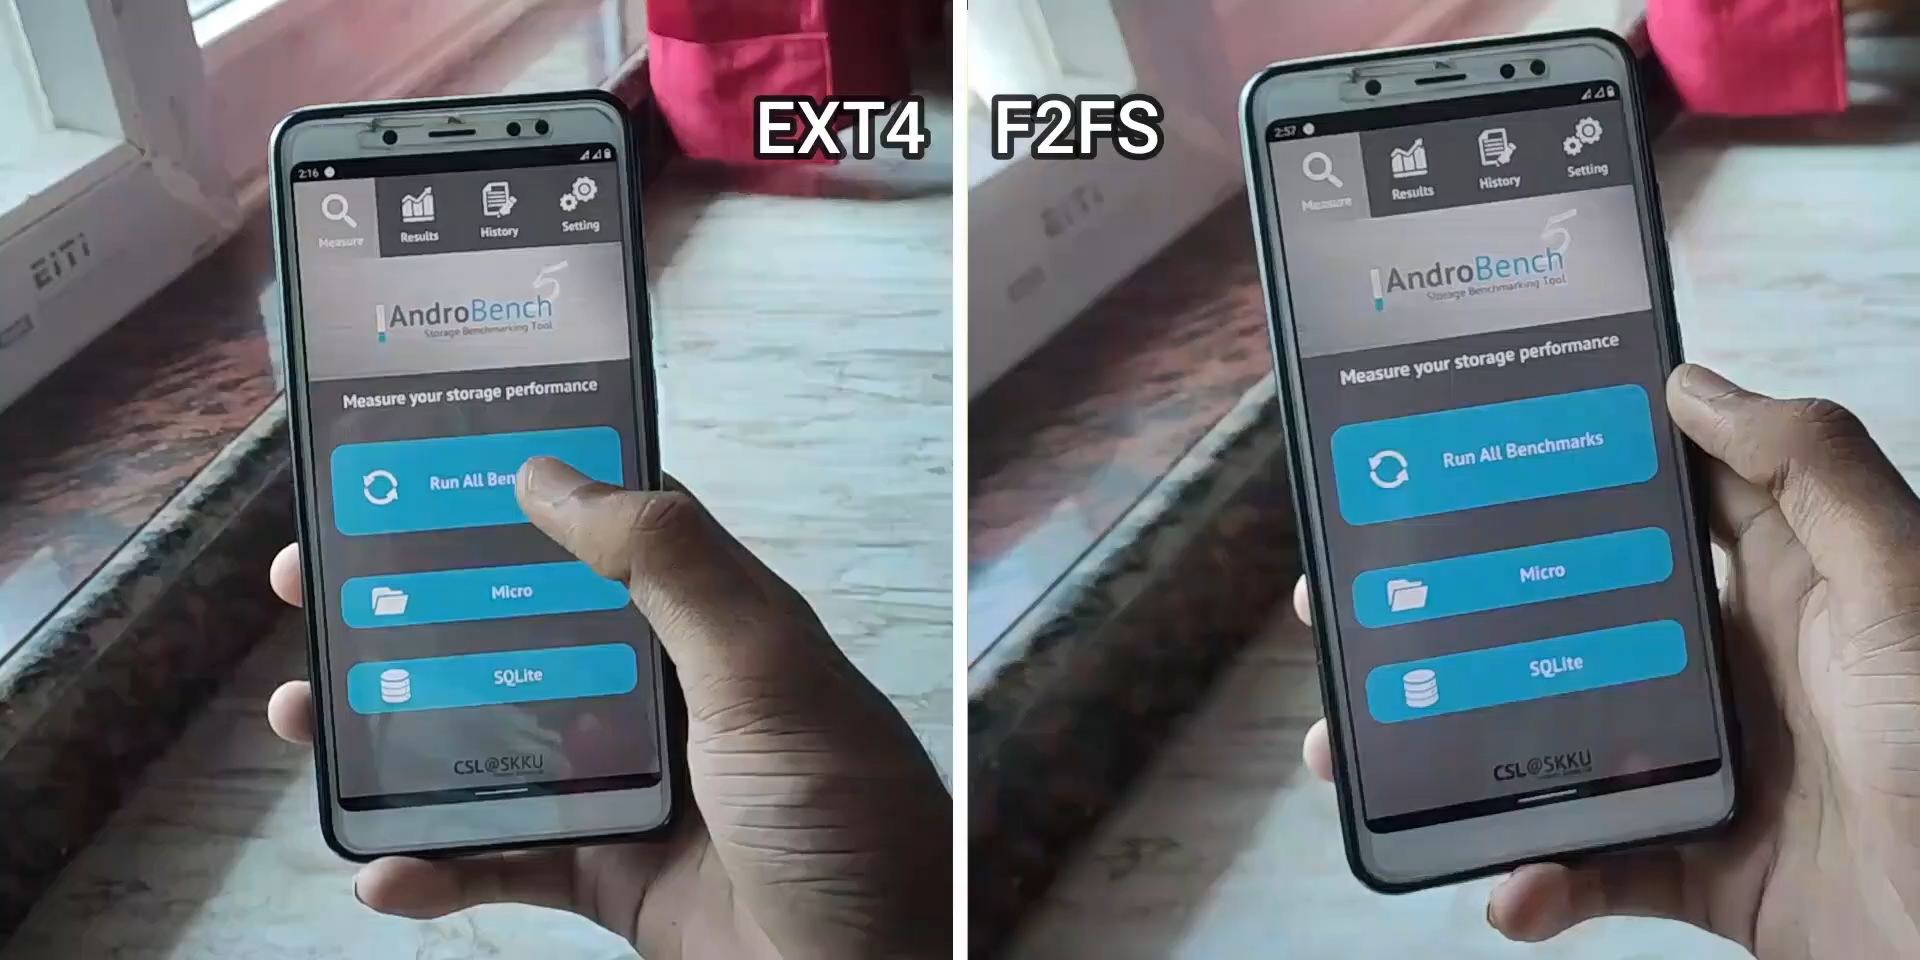 EXT4
2:16
Measure
Results
History
Setting
AndroBench 5
Storage Benchmarking Tool
Measure your storage performance
Run All Ben
Micro
SQLite
CSL@SKKU
EiTi
F2FS
2:57
Measure
Results
History
Setting
AndroBench 5
Storage Benchmarking Tool
Measure your storage performance
Run All Benchmarks
Micro
SQLite
CSL@SKKU
EiTi